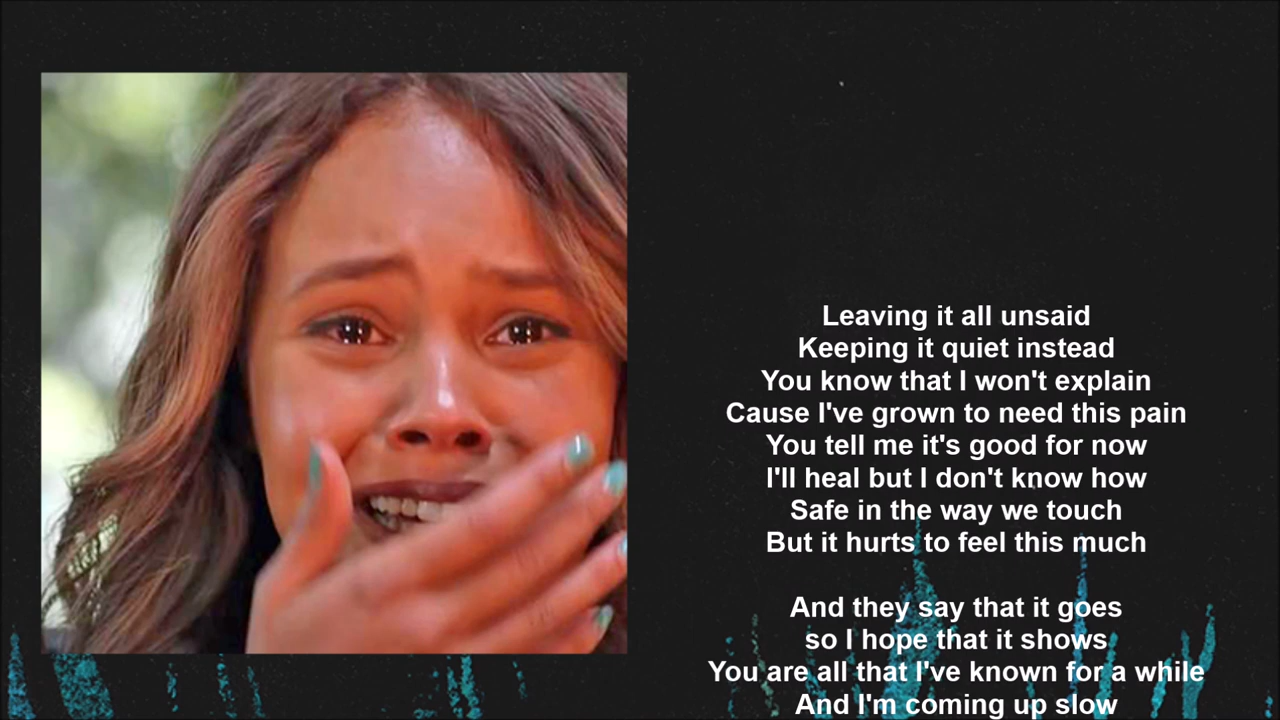 Leaving it all unsaid
Keeping it quiet instead
You know that I won't explain
Cause I've grown to need this pain
You tell me it's good for now
I'll heal but I don't know how
Safe in the way we touch
But it hurts to feel this much
And they say that it goes
so I hope that it shows
You are all that I've known for a while
And I'm coming up slow